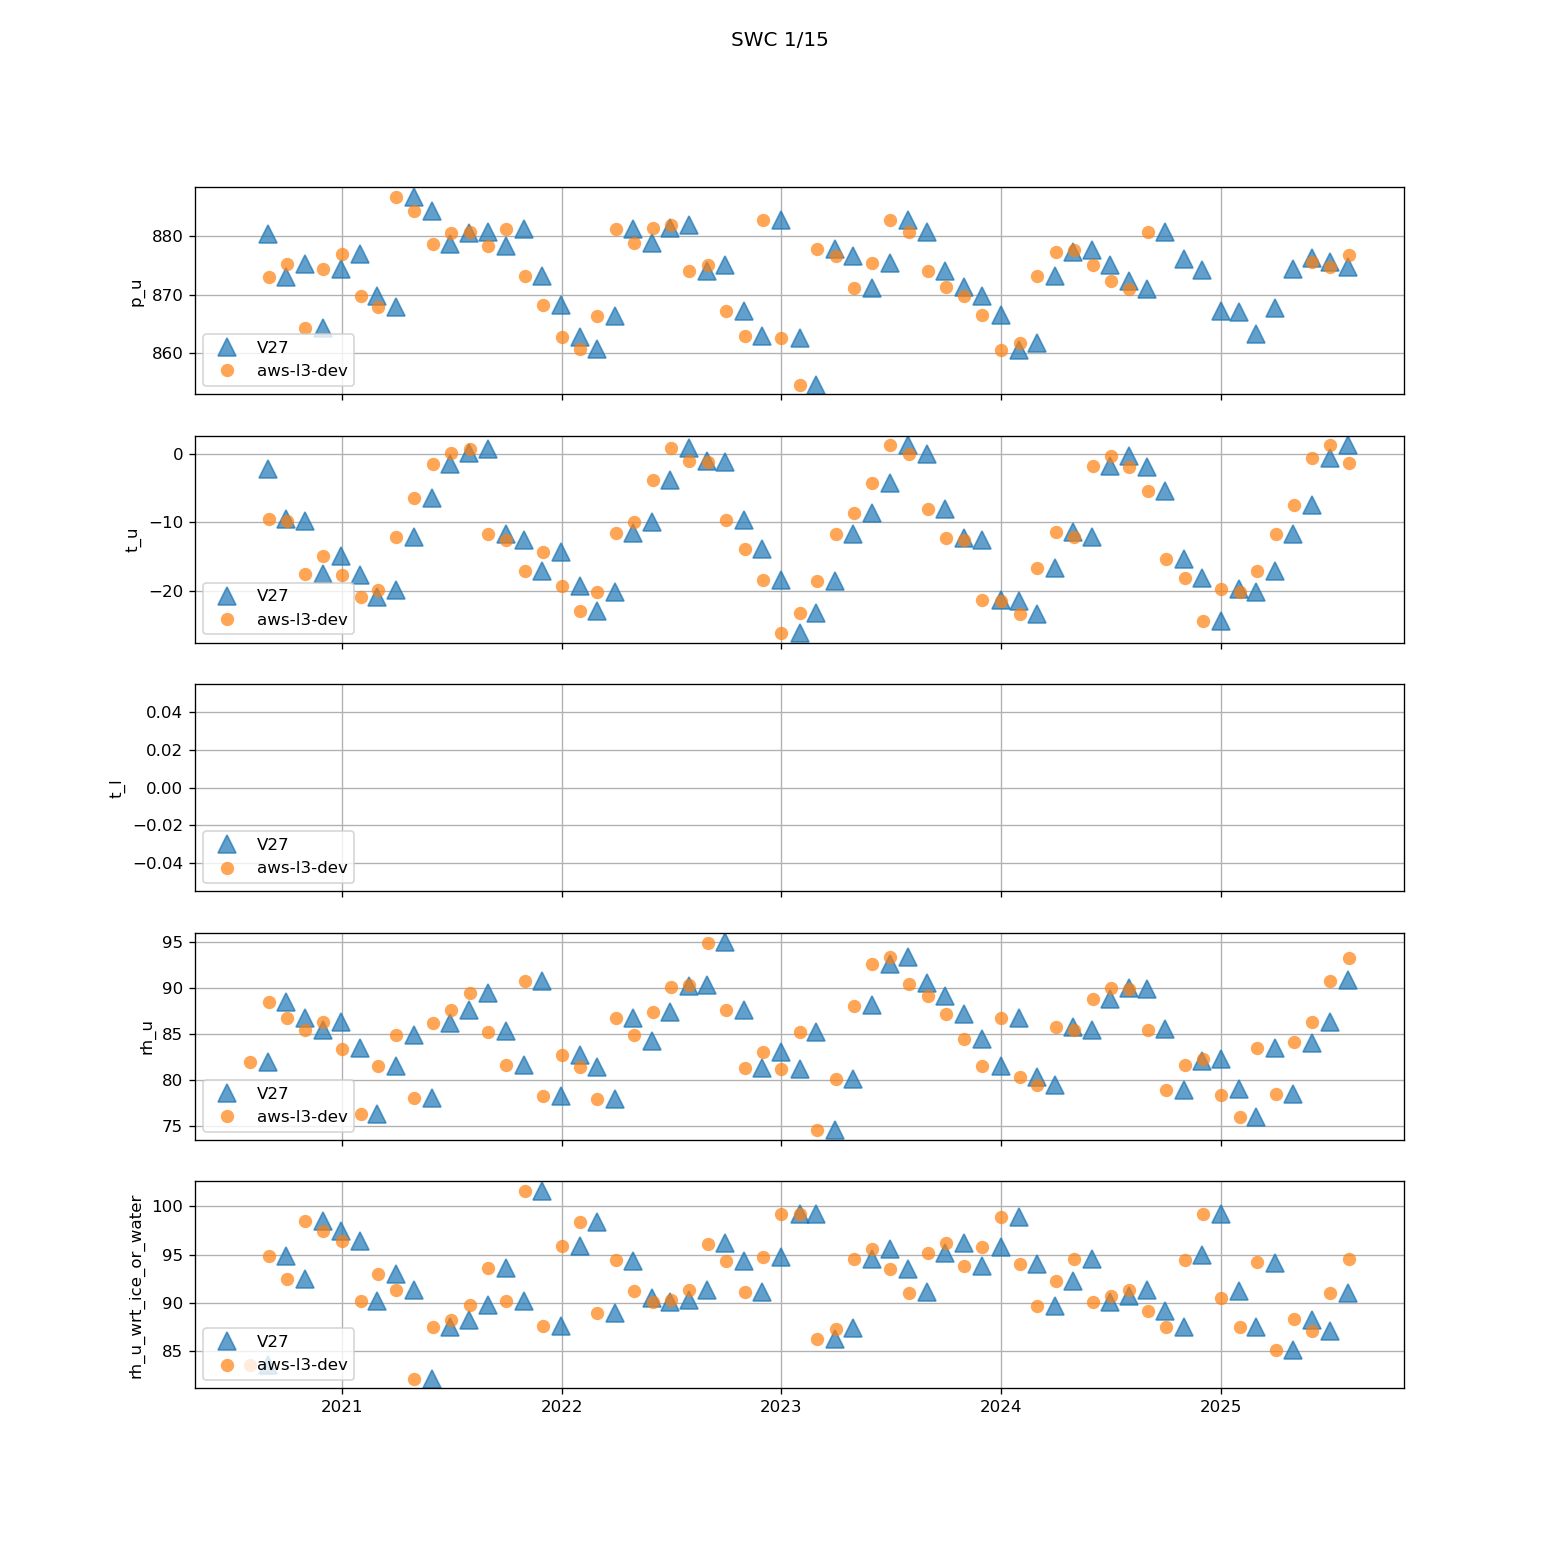 SWC 1/15
880
870
860
p_u
V27
aws-l3-dev
0
−10
−20
t_u
V27
aws-l3-dev
0.04
0.02
0.00
−0.02
−0.04
t_l
V27
aws-l3-dev
95
90
85
80
75
rh_u
V27
aws-l3-dev
100
95
90
85
rh_u_wrt_ice_or_water
V27
aws-l3-dev
2021 2022 2023 2024 2025